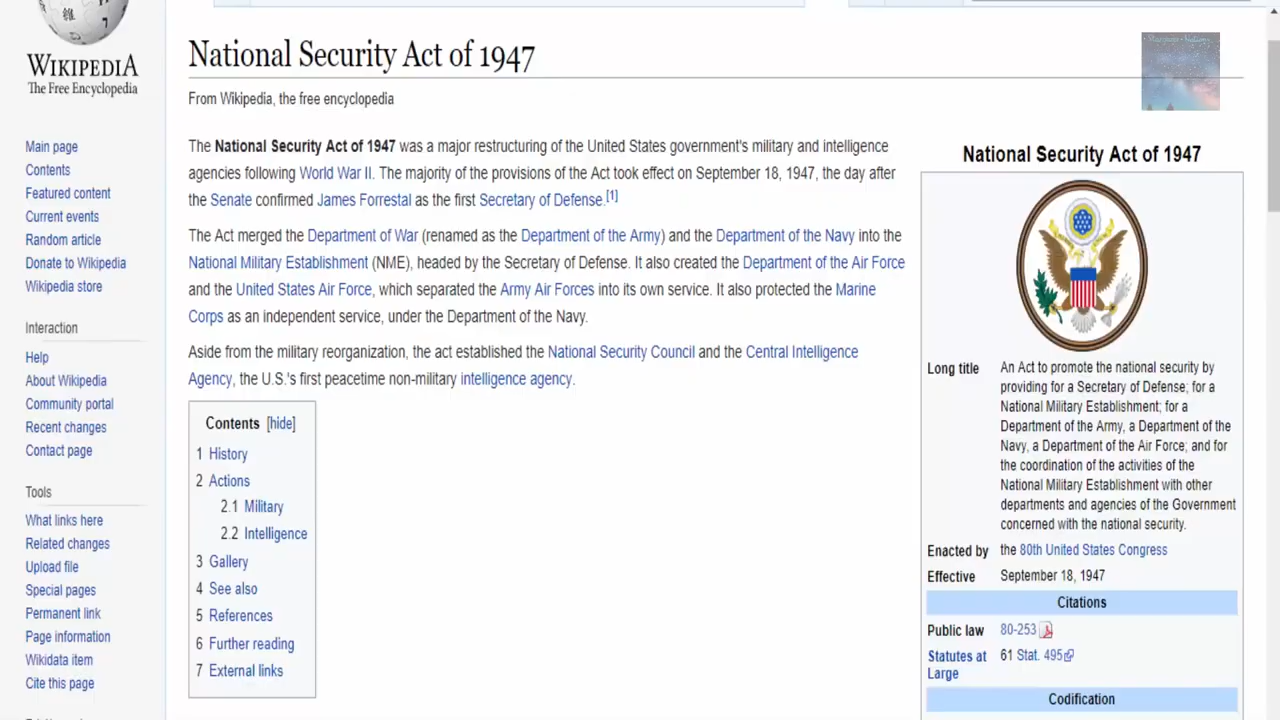 WIKIPEDIA
The Free Encyclopedia
Main page
Contents
Featured content
Current events
Random article
Donate to Wikipedia
Wikipedia store
Interaction
Help
About Wikipedia
Community portal
Recent changes
Contact page
Tools
What links here
Related changes
Upload file
Special pages
Permanent link
Page information
Wikidata item
Cite this page
National Security Act of 1947
From Wikipedia, the free encyclopedia
The National Security Act of 1947 was a major restructuring of the United States government's military and intelligence
agencies following World War II. The majority of the provisions of the Act took effect on September 18, 1947, the day after
the Senate confirmed James Forrestal as the first Secretary of Defense.[1]
The Act merged the Department of War (renamed as the Department of the Army) and the Department of the Navy into the
National Military Establishment (NME), headed by the Secretary of Defense. It also created the Department of the Air Force
and the United States Air Force, which separated the Army Air Forces into its own service. It also protected the Marine
Corps as an independent service, under the Department of the Navy.
Aside from the military reorganization, the act established the National Security Council and the Central Intelligence
Agency, the U.S.'s first peacetime non-military intelligence agency.
Contents [hide]
1 History
2 Actions
2.1 Military
2.2 Intelligence
3 Gallery
4 See also
5 References
6 Further reading
7 External links
National Security Act of 1947
Long title An Act to promote the national security by
providing for a Secretary of Defense; for a
National Military Establishment; for a
Department of the Army, a Department of the
Navy, a Department of the Air Force; and for
the coordination of the activities of the
National Military Establishment with other
departments and agencies of the Government
concerned with the national security.
Enacted by the 80th United States Congress
Effective September 18, 1947
Citations
Public law 80-253
Statutes at 61 Stat. 495
Large
Codification